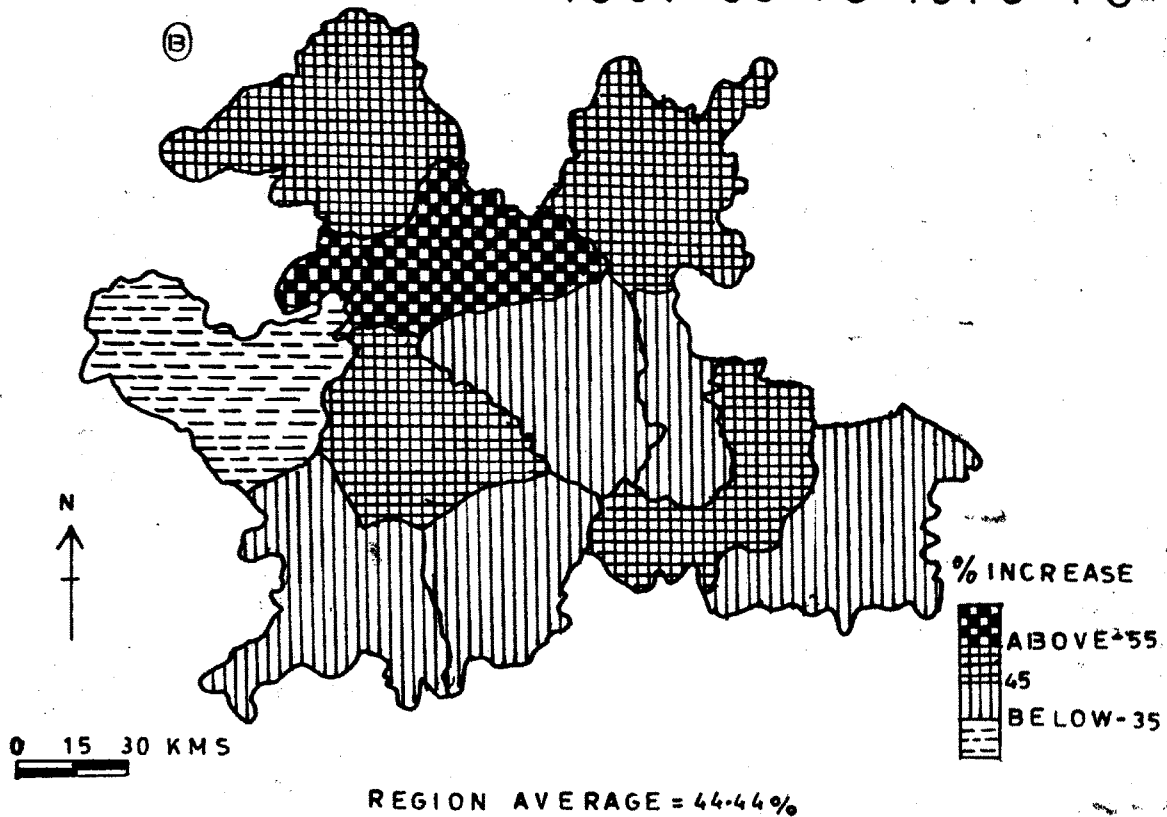 B
N
% INCREASE
ABOVE-55
45
BELOW-35
0 15 30 KMS
REGION AVERAGE = 44.44%